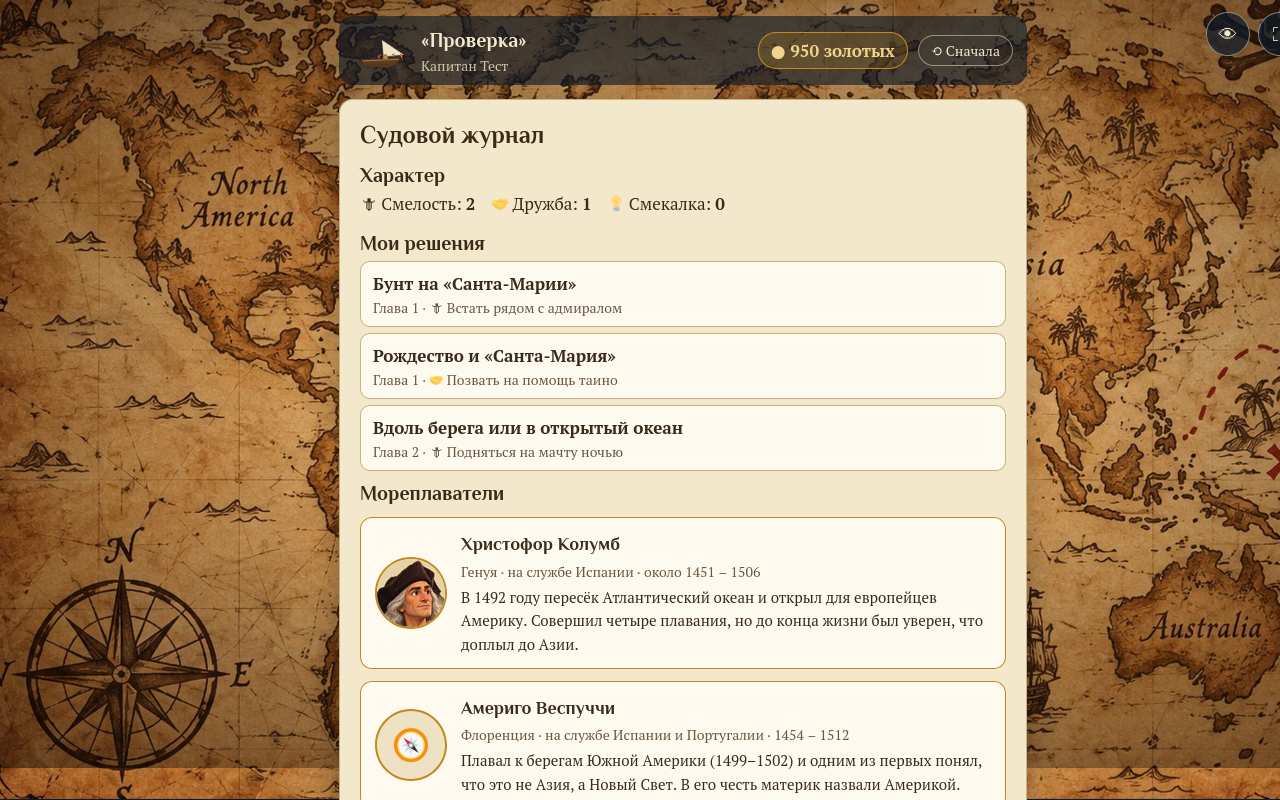 «Проверка»
Капитан Тест
950 золотых
⟲ Сначала
Судовой журнал
Характер
Смелость: 2 Дружба: 1 Смекалка: 0
Мои решения
Бунт на «Санта-Марии»
Глава 1 · Встать рядом с адмиралом
Рождество и «Санта-Мария»
Глава 1 · Позвать на помощь таино
Вдоль берега или в открытый океан
Глава 2 · Подняться на мачту ночью
Мореплаватели
Христофор Колумб
Генуя · на службе Испании · около 1451 – 1506
В 1492 году пересёк Атлантический океан и открыл для европейцев
Америку. Совершил четыре плавания, но до конца жизни был уверен, что
доплыл до Азии.
Америго Веспуччи
Флоренция · на службе Испании и Португалии · 1454 – 1512
Плавал к берегам Южной Америки (1499–1502) и одним из первых понял,
что это не Азия, а Новый Свет. В его честь материк назвали Америкой.
North
America
sia
Australia
N
E
S